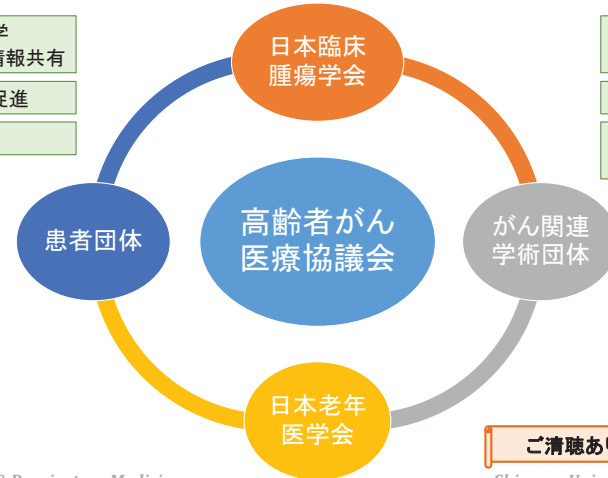 学
情報共有
促進
日本臨床
腫瘍学会
患者団体
高齢者がん
医療協議会
がん関連
学術団体
日本老年
医学会
ご清聴あり